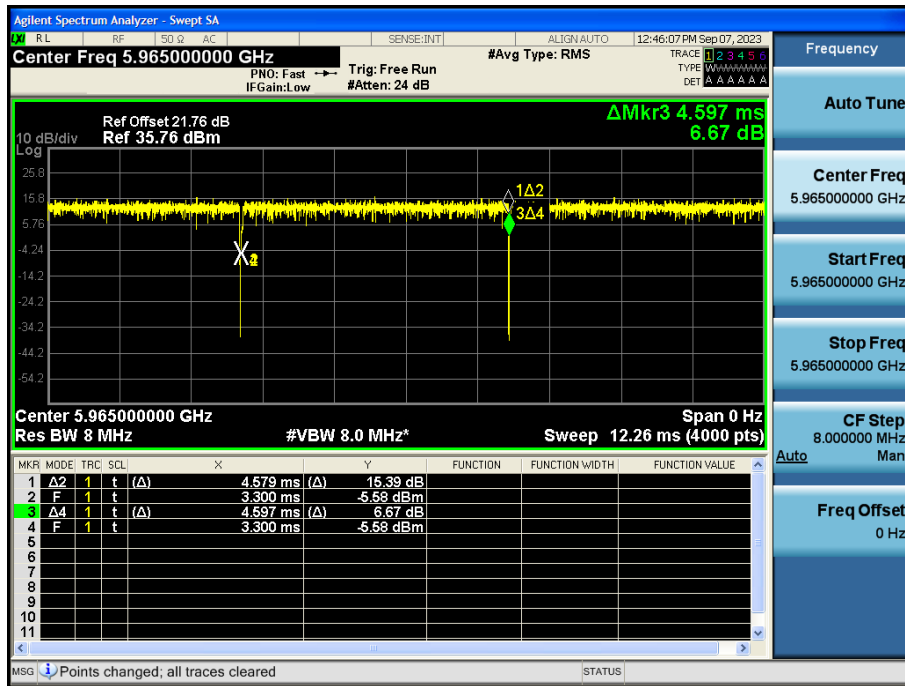 Agilent Spectrum Analyzer - Swept SA
LXI RL RF 50 Ω AC SENSE:INT ALIGN AUTO 12:46:07 PM Sep 07, 2023
Center Freq 5.965000000 GHz #Avg Type: RMS TRACE 1 2 3 4 5 6
PNO: Fast Trig: Free Run TYPE WWWWWW
IFGain:Low #Atten: 24 dB DET A A A A A A
ΔMkr3 4.597 ms
6.67 dB
Ref Offset 21.76 dB
10 dB/div Ref 35.76 dBm
Log
25.8
15.8
5.76
-4.24
-14.2
-24.2
-34.2
-44.2
-54.2
1Δ2
3Δ4
Center 5.965000000 GHz Span 0 Hz
Res BW 8 MHz #VBW 8.0 MHz* Sweep 12.26 ms (4000 pts)
MKR MODE TRC SCL X Y FUNCTION FUNCTION WIDTH FUNCTION VALUE
1 Δ2 1 t (Δ) 4.579 ms (Δ) 15.39 dB
2 F 1 t 3.300 ms -5.58 dBm
3 Δ4 1 t (Δ) 4.597 ms (Δ) 6.67 dB
4 F 1 t 3.300 ms -5.58 dBm
5
6
7
8
9
10
11
MSG Points changed; all traces cleared STATUS
Frequency
Auto Tune
Center Freq
5.965000000 GHz
Start Freq
5.965000000 GHz
Stop Freq
5.965000000 GHz
CF Step
8.000000 MHz
Auto Man
Freq Offset
0 Hz